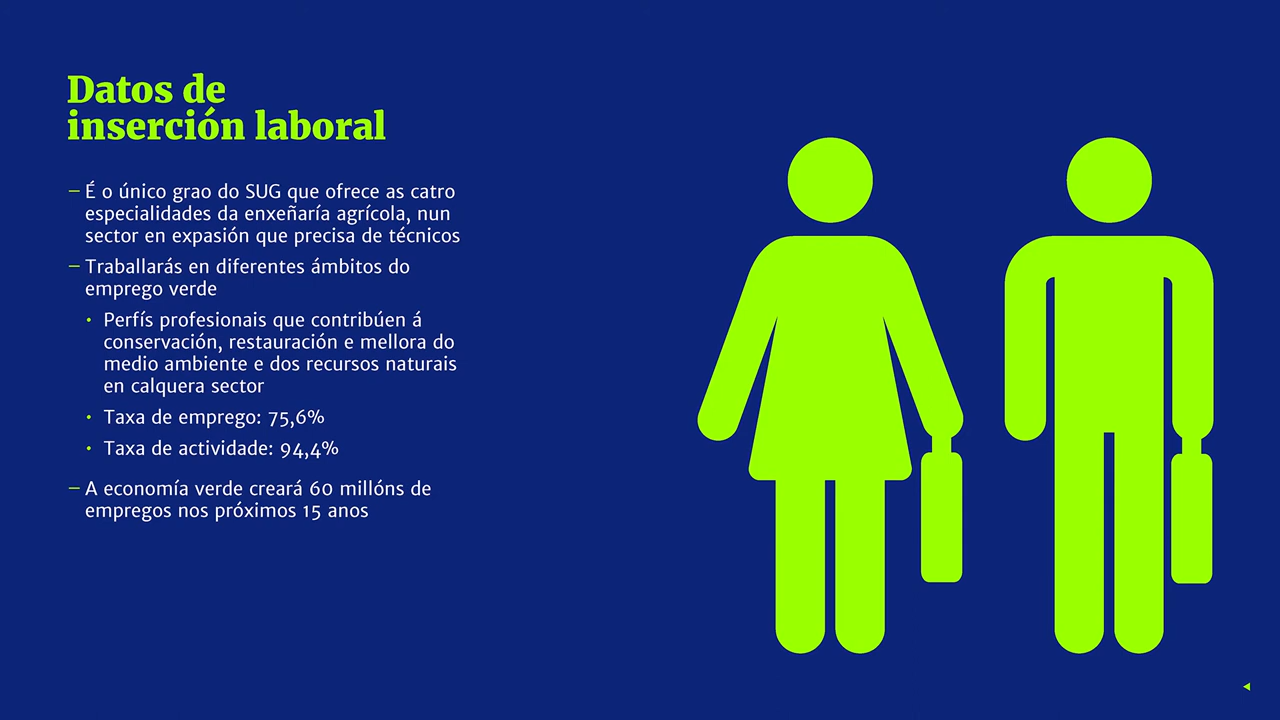 Datos de
inserción laboral
– É o único grao do SUG que ofrece as catro
especialidades da enxeñaría agrícola, nun
sector en expasión que precisa de técnicos
– Traballarás en diferentes ámbitos do
emprego verde
• Perfís profesionais que contribúen á
conservación, restauración e mellora do
medio ambiente e dos recursos naturais
en calquera sector
• Taxa de emprego: 75,6%
• Taxa de actividade: 94,4%
– A economía verde creará 60 millóns de
empregos nos próximos 15 anos